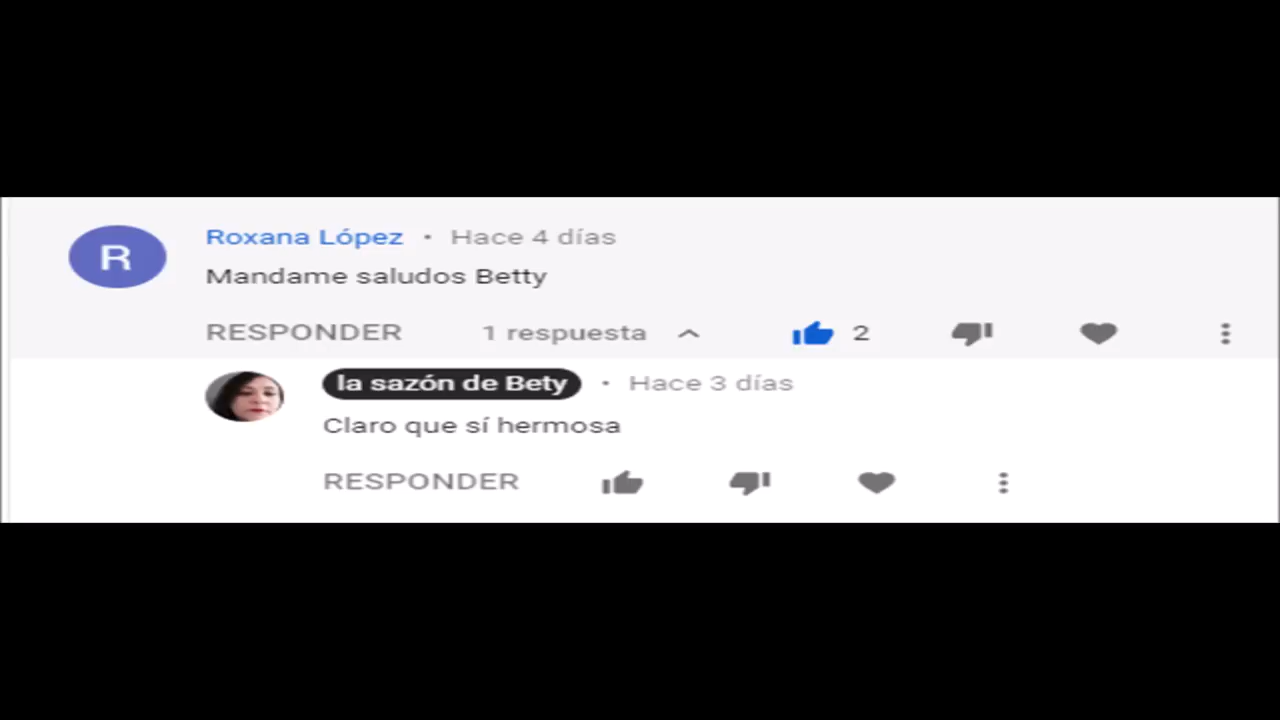 R
Roxana López • Hace 4 días
Mandame saludos Betty
RESPONDER 1 respuesta 2
la sazón de Bety • Hace 3 días
Claro que sí hermosa
RESPONDER